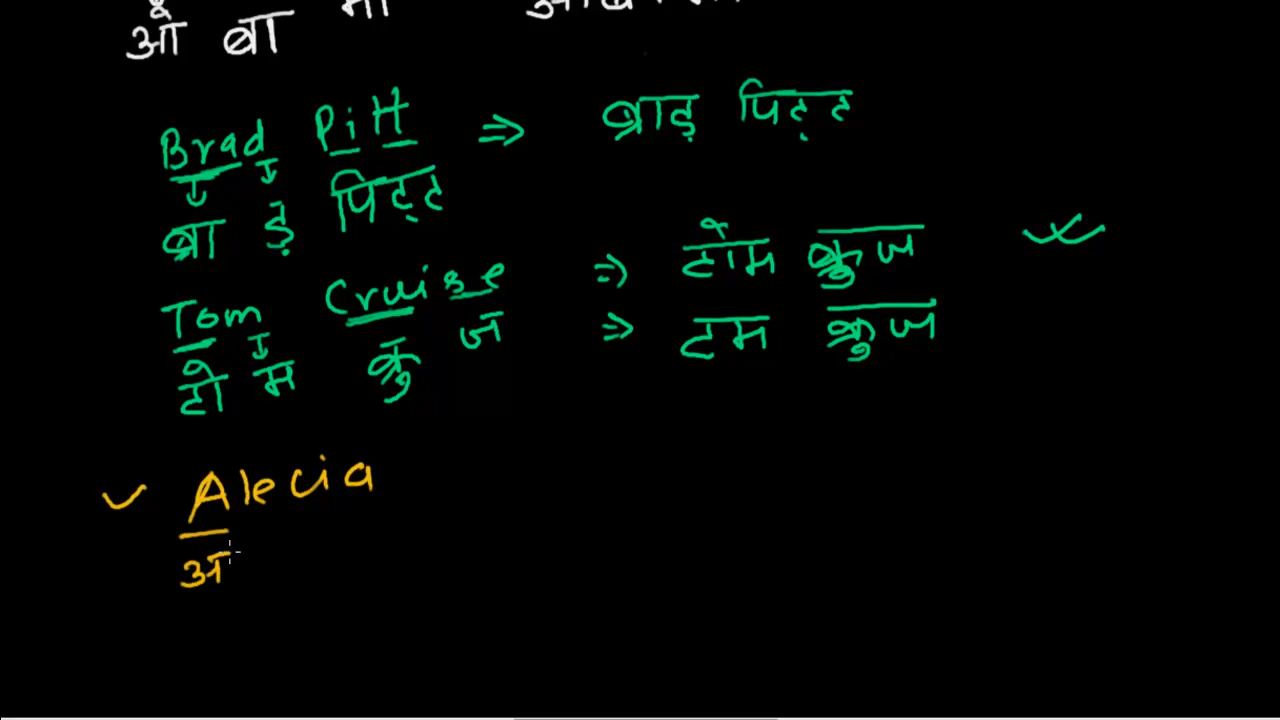 ओ बा मा
Brad Pitt ⇒ ब्राड़ पिट्ट
ब्रा ड़े पिट्ट
Tom Cruise ⇒ टॉम क्रुज
टॉ म क्रु ज ⇒ टम क्रुज
Alecia
अ